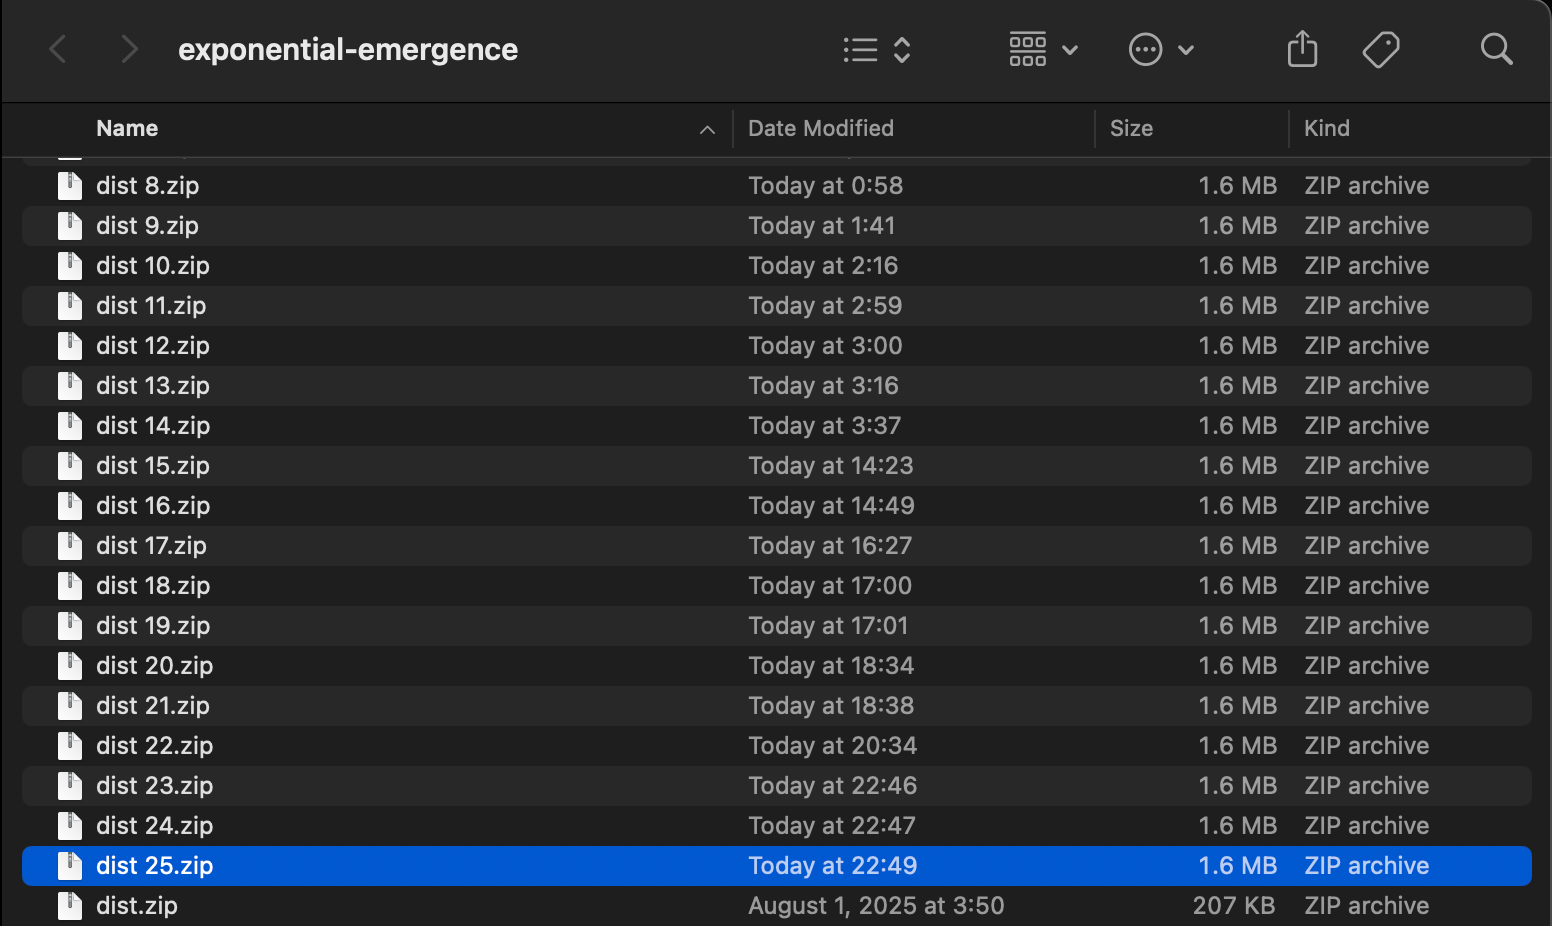 exponential-emergence
Name Date Modified Size Kind
dist 8.zip Today at 0:58 1.6 MB ZIP archive
dist 9.zip Today at 1:41 1.6 MB ZIP archive
dist 10.zip Today at 2:16 1.6 MB ZIP archive
dist 11.zip Today at 2:59 1.6 MB ZIP archive
dist 12.zip Today at 3:00 1.6 MB ZIP archive
dist 13.zip Today at 3:16 1.6 MB ZIP archive
dist 14.zip Today at 3:37 1.6 MB ZIP archive
dist 15.zip Today at 14:23 1.6 MB ZIP archive
dist 16.zip Today at 14:49 1.6 MB ZIP archive
dist 17.zip Today at 16:27 1.6 MB ZIP archive
dist 18.zip Today at 17:00 1.6 MB ZIP archive
dist 19.zip Today at 17:01 1.6 MB ZIP archive
dist 20.zip Today at 18:34 1.6 MB ZIP archive
dist 21.zip Today at 18:38 1.6 MB ZIP archive
dist 22.zip Today at 20:34 1.6 MB ZIP archive
dist 23.zip Today at 22:46 1.6 MB ZIP archive
dist 24.zip Today at 22:47 1.6 MB ZIP archive
dist 25.zip Today at 22:49 1.6 MB ZIP archive
dist.zip August 1, 2025 at 3:50 207 KB ZIP archive